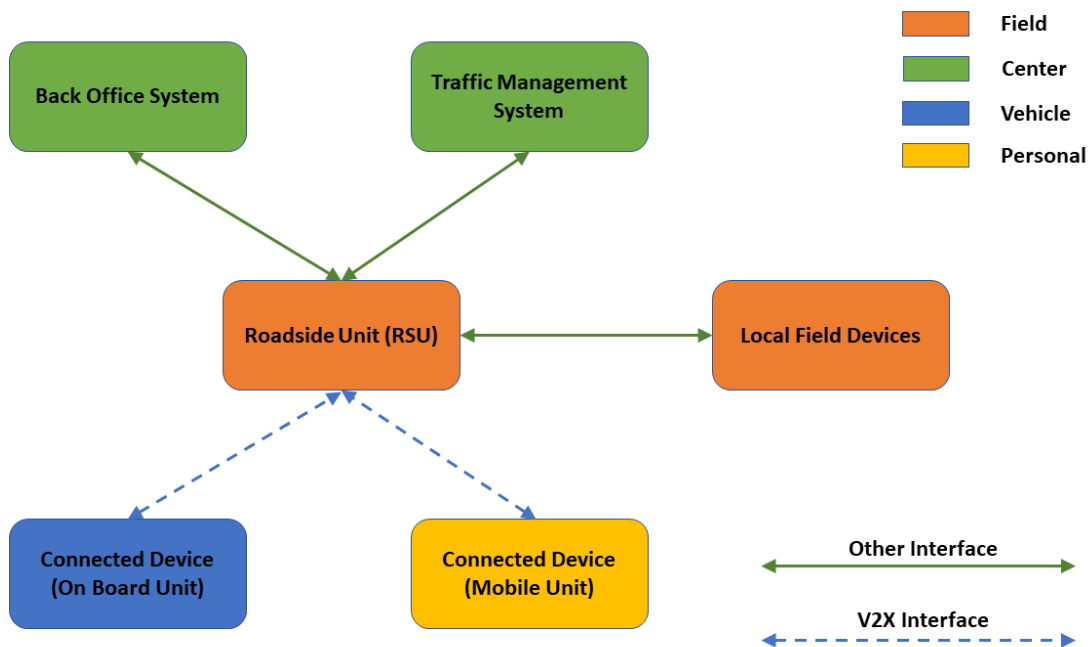 Field
Center
Vehicle
Personal
Back Office System
Traffic Management
System
Roadside Unit (RSU)
Local Field Devices
Connected Device
(On Board Unit)
Connected Device
(Mobile Unit)
Other Interface
V2X Interface